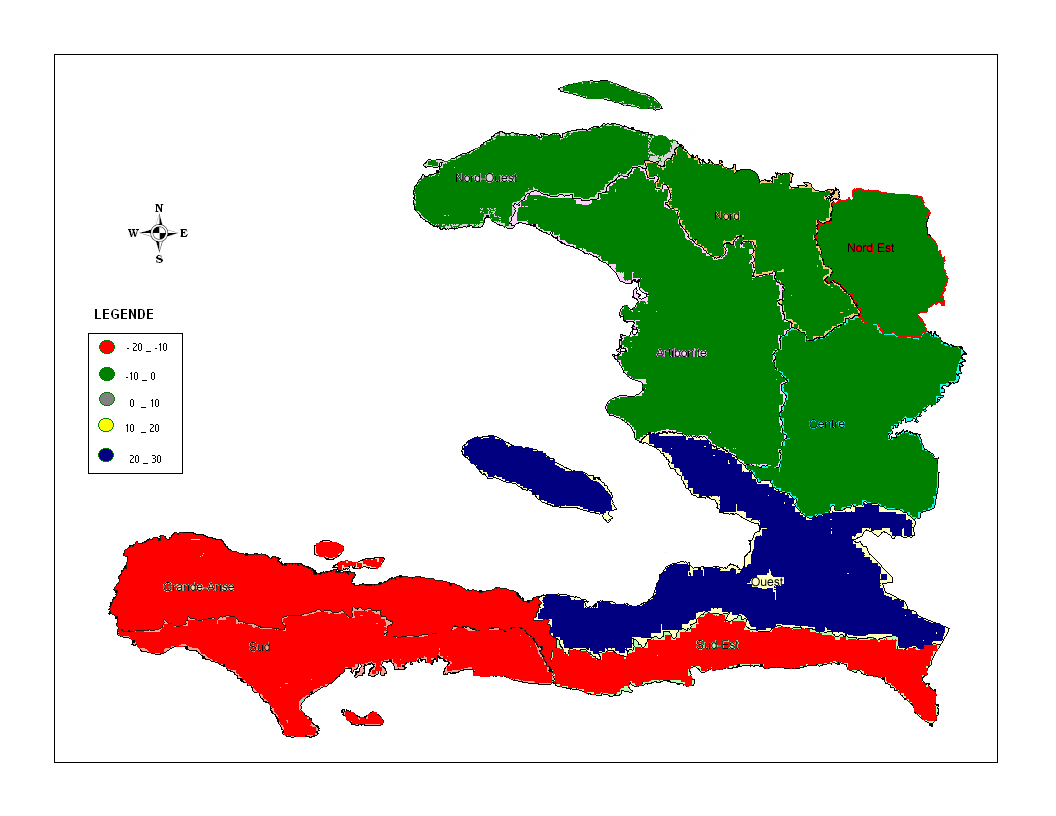 Nord-Ouest
Nord
Nord Est
N
W E
S
LEGENDE
- 20 _ -10
-10 _ 0
0 _ 10
10 _ 20
20 _ 30
Artibonite
Centre
Ouest
Grande-Anse
Sud
Sud-Est